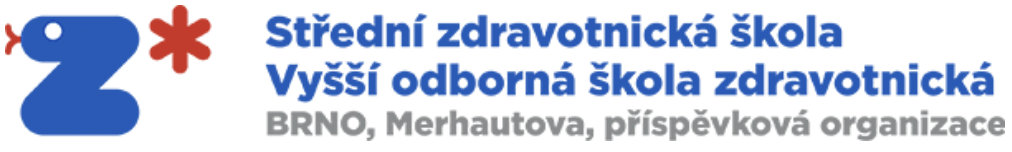 Střední zdravotnická škola
Vyšší odborná škola zdravotnická
BRNO, Merhautova, příspěvková organizace